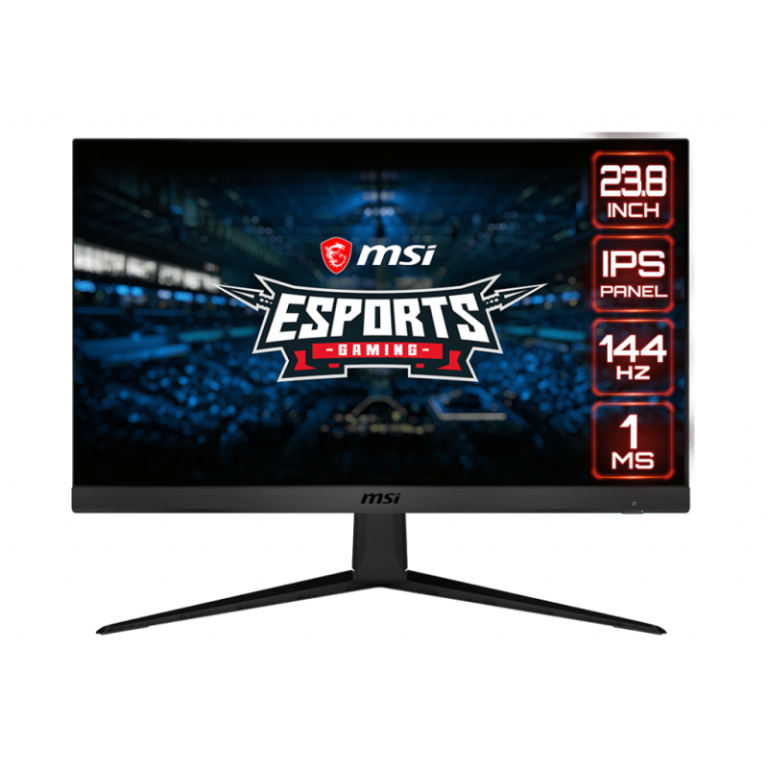 msi
ESPORTS
- GAMING -
23.8
INCH
IPS
PANEL
144
HZ
1
MS
msi